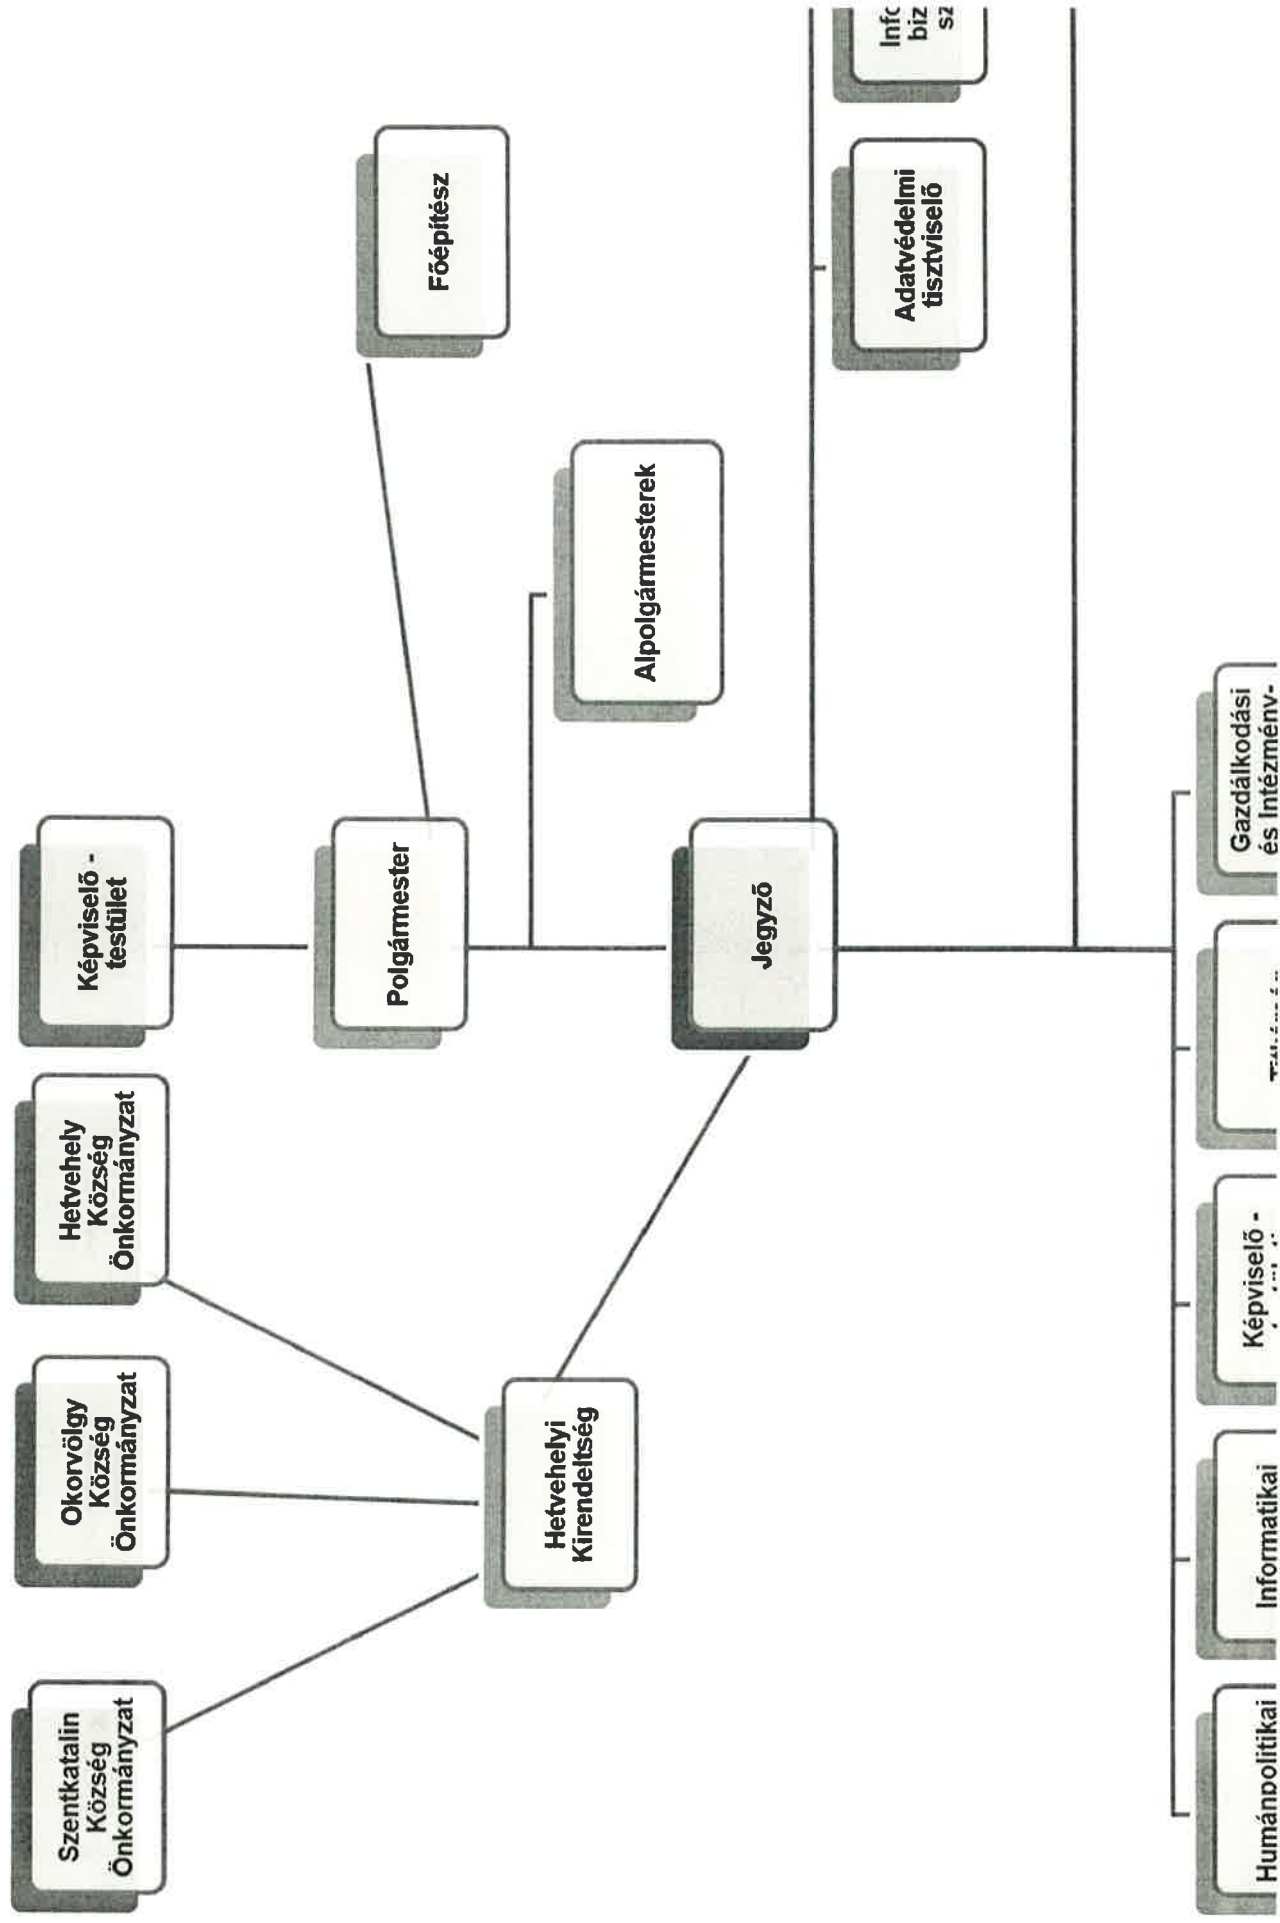 Szentkatalin
Község
Önkormányzat
Okorvölgy
Község
Önkormányzat
Hetvehely
Község
Önkormányzat
Képviselő -
testület
Polgármester
Főépítész
Hetvehelyi
Kirendeltség
Alpolgármesterek
Jegyző
Adatvédelmi
tisztviselő
Humánpolitikai
Informatikai
Képviselő -
Gazdálkodási
és Intézmény-